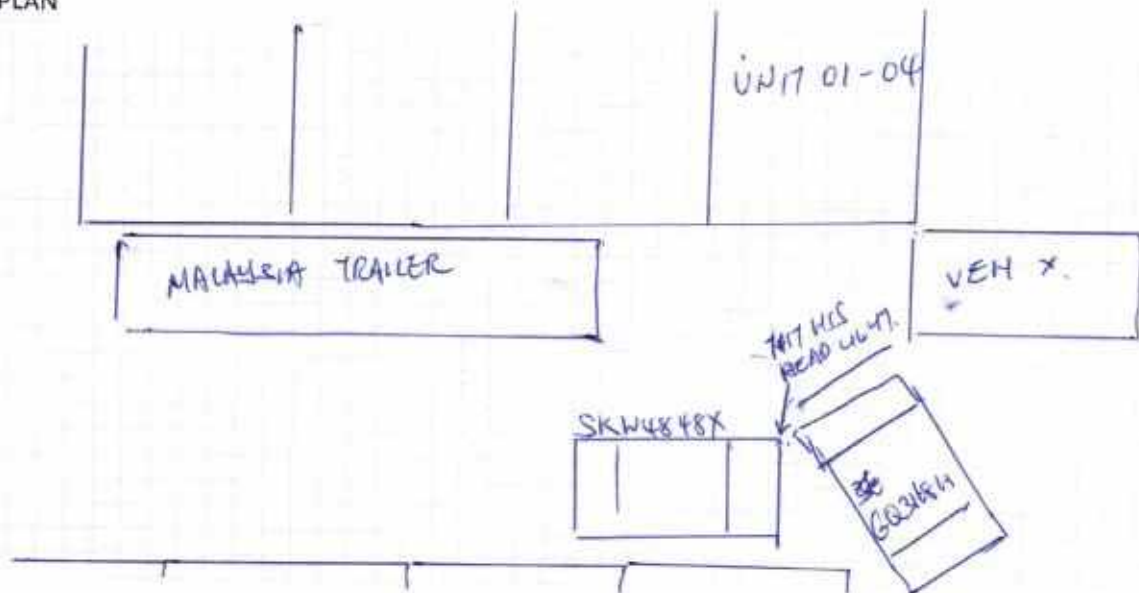 PLAN
UNIT 01-04
MALAYSIA TRAILER
VEH X.
HIT HIS
HEAD LIGHT.
SKW4848X